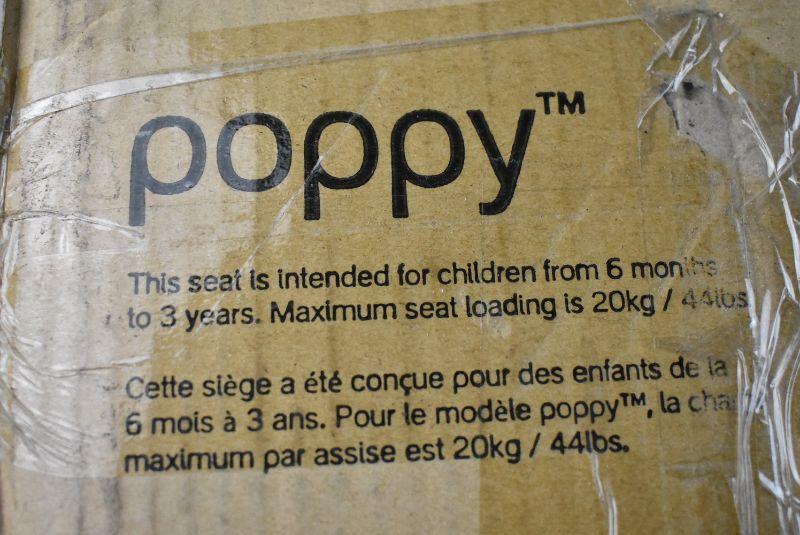 poppy™
This seat is intended for children from 6 months
to 3 years. Maximum seat loading is 20kg / 44lbs
Cette siège a été conçue pour des enfants de la
6 mois à 3 ans. Pour le modèle poppy™, la
maximum par assise est 20kg / 44lbs.